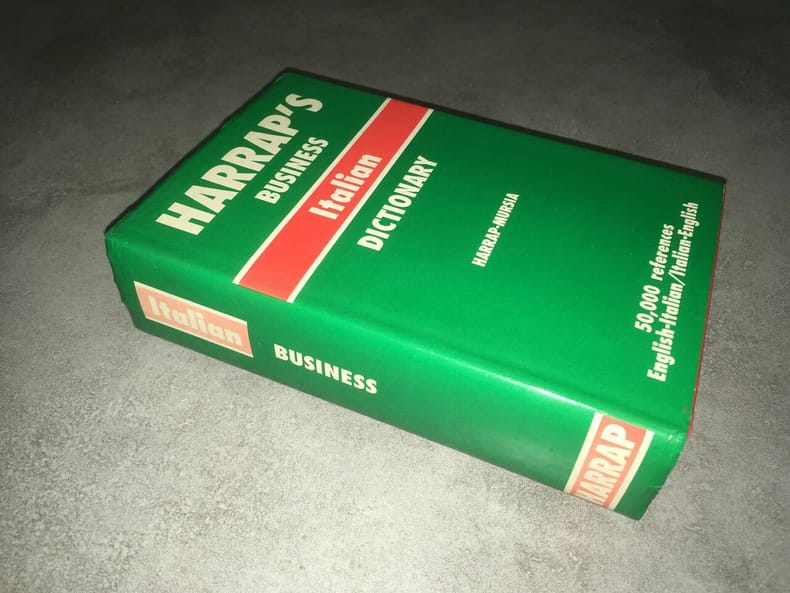 HARRAP'S
BUSINESS
Italian
DICTIONARY
HARRAP-MURSIA
50,000 references
English-Italian/Italian-English
Italian
BUSINESS
HARRAP